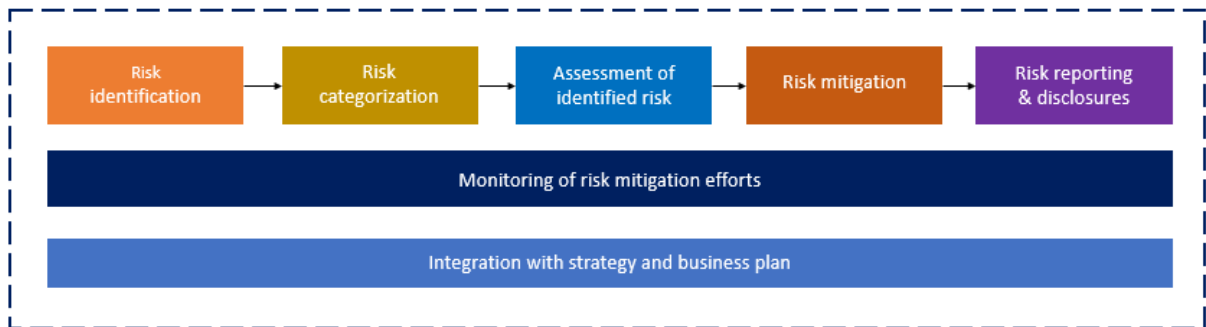 Risk
identification
Risk
categorization
Assessment of
identified risk
Risk mitigation
Risk reporting
& disclosures
Monitoring of risk mitigation efforts
Integration with strategy and business plan